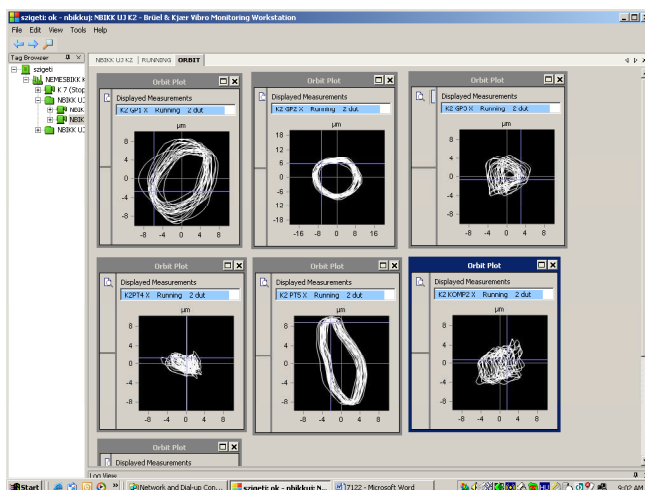 szigeti: ok - nbikkuj: NBIKK UJ K2 - Brüel & Kjær Vibro Monitoring Workstation
File Edit View Tools Help
Tag Browser
NBIKK UJ K2 RUNNING ORBIT
szigeti
NEMESBIKK K
K 7 (Stop
NBIKK UJ
NBIK
NBIK
NBIKK UJ
Orbit Plot
Displayed Measurements
K2 GP1 X Running 2 dut
µm
8
4
0
-4
-8
-8 -4 0 4 8
Orbit Plot
Displayed Measurements
K2 GP2 X Running 2 dut
µm
18
12
6
0
-6
-12
-18
-16 -8 0 8 16
Orbit Plot
Displayed Measurements
K2 GP3 X Running 2 dut
µm
8
4
0
-4
-8
-8 -4 0 4 8
Orbit Plot
Displayed Measurements
K2PT4 X Running 2 dut
µm
8
4
0
-4
-8
-8 -4 0 4 8
Orbit Plot
Displayed Measurements
K2 PT5 X Running 2 dut
µm
8
4
0
-4
-8
-8 -4 0 4 8
Orbit Plot
Displayed Measurements
K2 KOMP2 X Running 2 dut
µm
8
4
0
-4
-8
-8 -4 0 4 8
Orbit Plot
Displayed Measurements
Log View
Start Network and Dial-up Con... szigeti: ok - nbikkuj: N... 17122 - Microsoft Word 9:02 AM